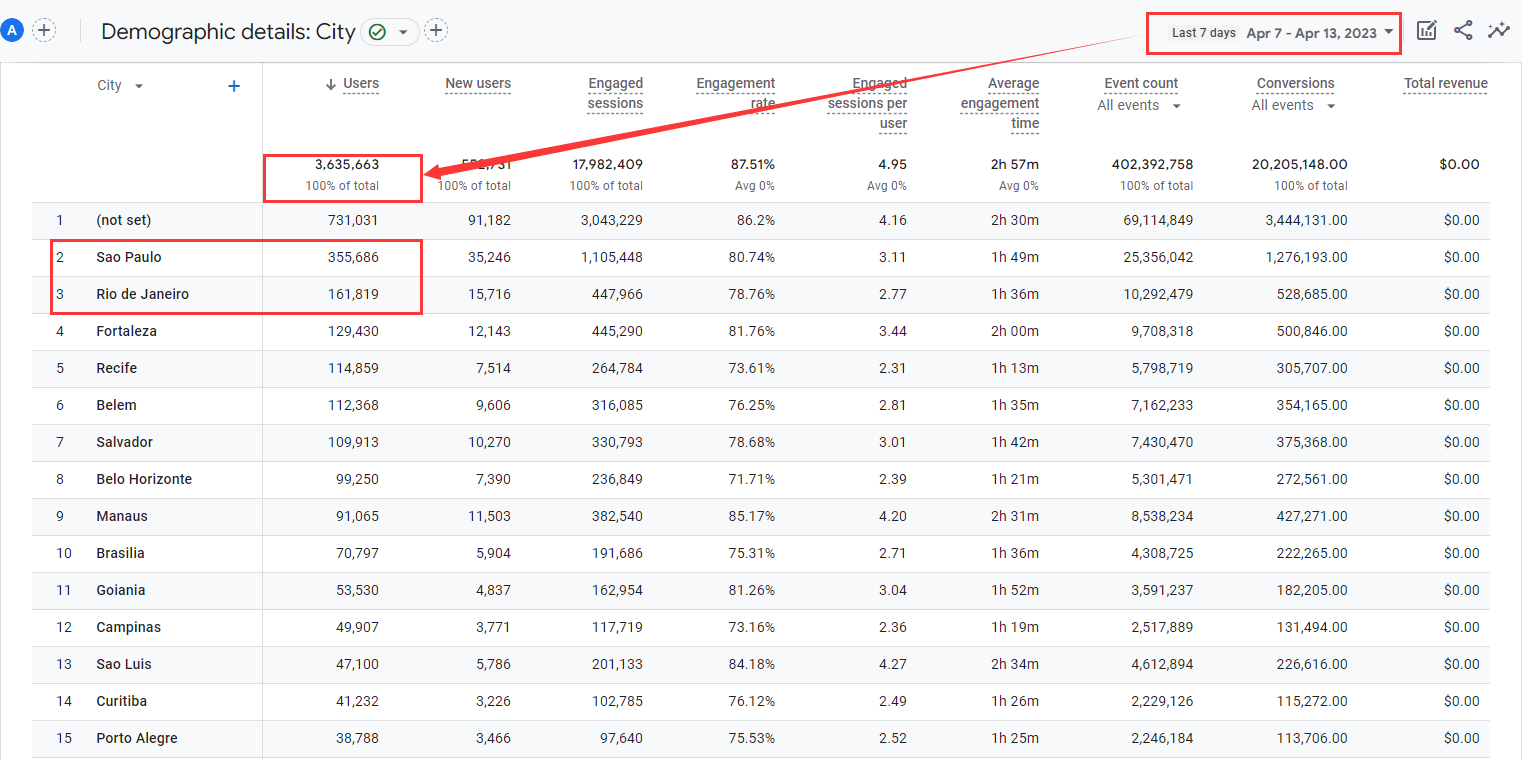 A
Demographic details: City
Last 7 days Apr 7 - Apr 13, 2023
City Users New users Engaged sessions Engagement rate Engaged sessions per user Average engagement time Event count All events Conversions All events Total revenue
3,635,663 17,982,409 87.51% 4.95 2h 57m 402,392,758 20,205,148.00 $0.00
100% of total 100% of total 100% of total Avg 0% Avg 0% Avg 0% 100% of total 100% of total
1 (not set) 731,031 91,182 3,043,229 86.2% 4.16 2h 30m 69,114,849 3,444,131.00 $0.00
2 Sao Paulo 355,686 35,246 1,105,448 80.74% 3.11 1h 49m 25,356,042 1,276,193.00 $0.00
3 Rio de Janeiro 161,819 15,716 447,966 78.76% 2.77 1h 36m 10,292,479 528,685.00 $0.00
4 Fortaleza 129,430 12,143 445,290 81.76% 3.44 2h 00m 9,708,318 500,846.00 $0.00
5 Recife 114,859 7,514 264,784 73.61% 2.31 1h 13m 5,798,719 305,707.00 $0.00
6 Belem 112,368 9,606 316,085 76.25% 2.81 1h 35m 7,162,233 354,165.00 $0.00
7 Salvador 109,913 10,270 330,793 78.68% 3.01 1h 42m 7,430,470 375,368.00 $0.00
8 Belo Horizonte 99,250 7,390 236,849 71.71% 2.39 1h 21m 5,301,471 272,561.00 $0.00
9 Manaus 91,065 11,503 382,540 85.17% 4.20 2h 31m 8,538,234 427,271.00 $0.00
10 Brasilia 70,797 5,904 191,686 75.31% 2.71 1h 36m 4,308,725 222,265.00 $0.00
11 Goiania 53,530 4,837 162,954 81.26% 3.04 1h 52m 3,591,237 182,205.00 $0.00
12 Campinas 49,907 3,771 117,719 73.16% 2.36 1h 19m 2,517,889 131,494.00 $0.00
13 Sao Luis 47,100 5,786 201,133 84.18% 4.27 2h 34m 4,612,894 226,616.00 $0.00
14 Curitiba 41,232 3,226 102,785 76.12% 2.49 1h 26m 2,229,126 115,272.00 $0.00
15 Porto Alegre 38,788 3,466 97,640 75.53% 2.52 1h 25m 2,246,184 113,706.00 $0.00